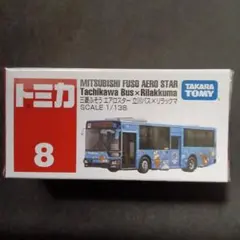 トミカ
8
MITSUBISHI FUSO AERO STAR
Tachikawa Bus×Rilakkuma
三菱ふそう エアロスター 立川バス×リラックマ
SCALE 1/136
TAKARA
TOMY